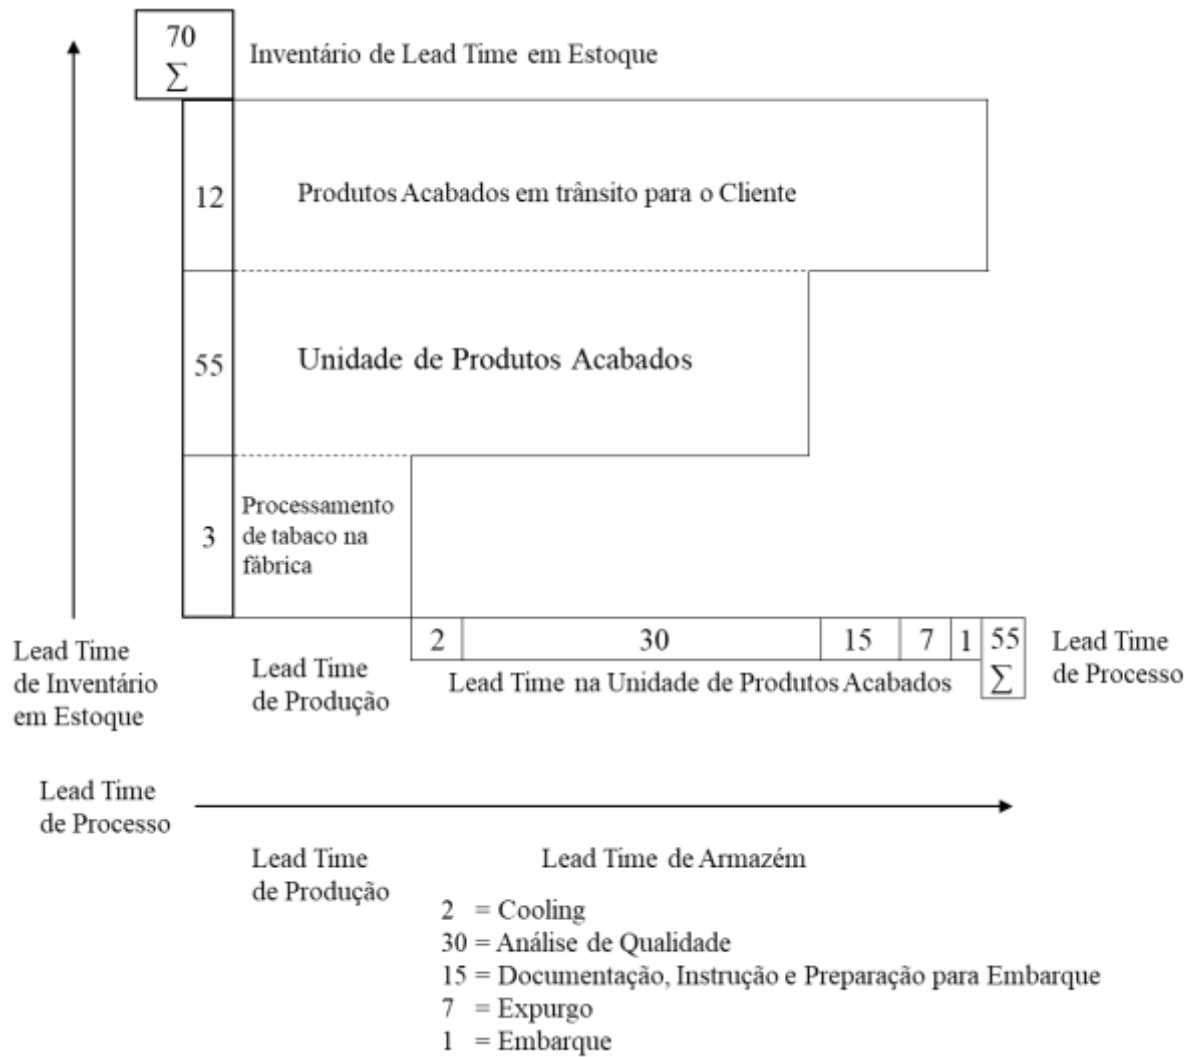 70
∑
Inventário de Lead Time em Estoque
12
Produtos Acabados em trânsito para o Cliente
55
Unidade de Produtos Acabados
3
Processamento
de tabaco na
fábrica
2 30 15 7 1 55
∑
Lead Time na Unidade de Produtos Acabados
Lead Time
de Processo
Lead Time
de Inventário
em Estoque
Lead Time
de Produção
Lead Time
de Processo
Lead Time
de Produção
Lead Time de Armazém
2 = Cooling
30 = Análise de Qualidade
15 = Documentação, Instrução e Preparação para Embarque
7 = Expurgo
1 = Embarque